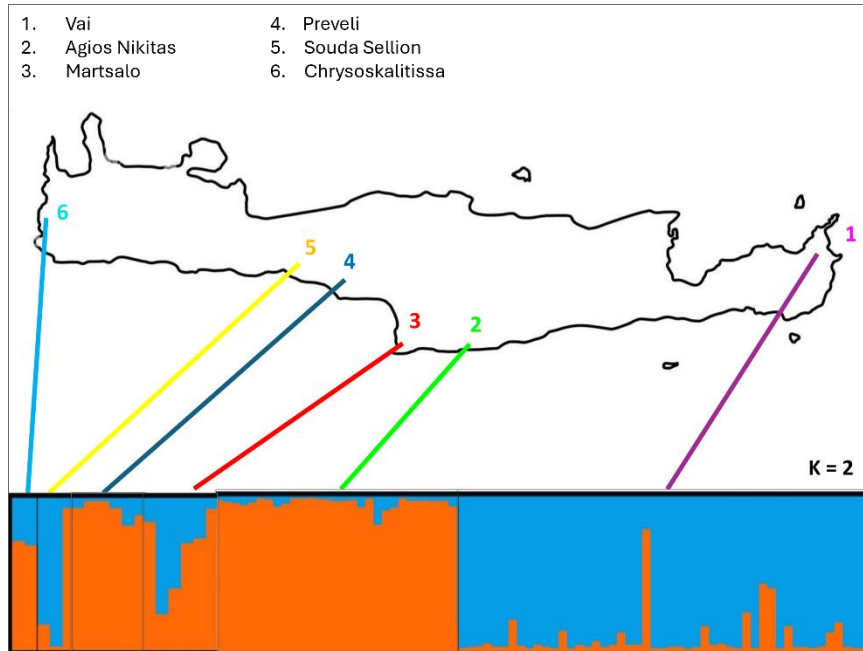 1. Vai
2. Agios Nikitas
3. Martsalo
4. Preveli
5. Souda Sellion
6. Chrysoskalitissa
6
5
4
3
2
1
K = 2